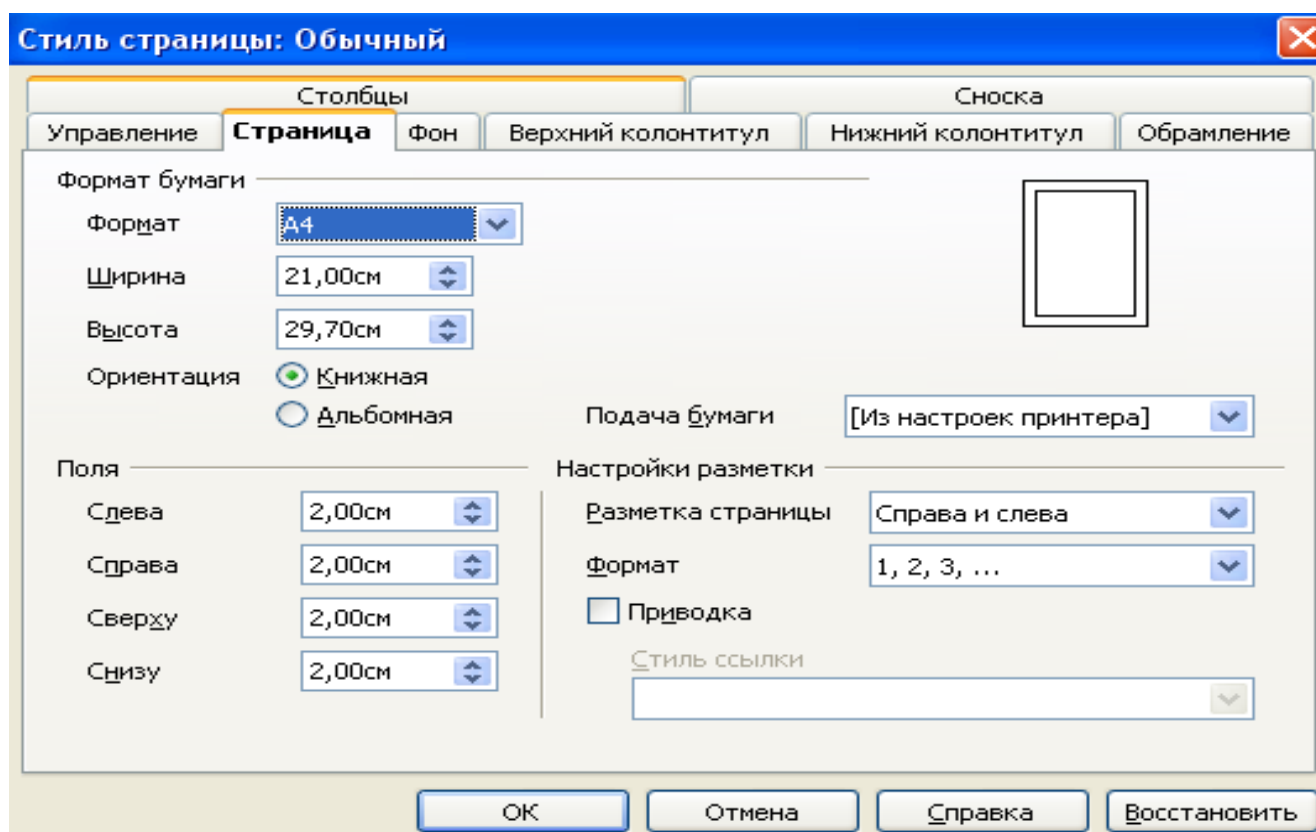 Стиль страницы: Обычный
Столбцы Сноска
Управление Страница Фон Верхний колонтитул Нижний колонтитул Обрамление
Формат бумаги
Формат A4
Ширина 21,00см
Высота 29,70см
Ориентация Книжная
Альбомная Подача бумаги [Из настроек принтера]
Поля Настройки разметки
Слева 2,00см Разметка страницы Справа и слева
Справа 2,00см Формат 1, 2, 3, ...
Сверху 2,00см Приводка
Снизу 2,00см Стиль ссылки
ОК Отмена Справка Восстановить